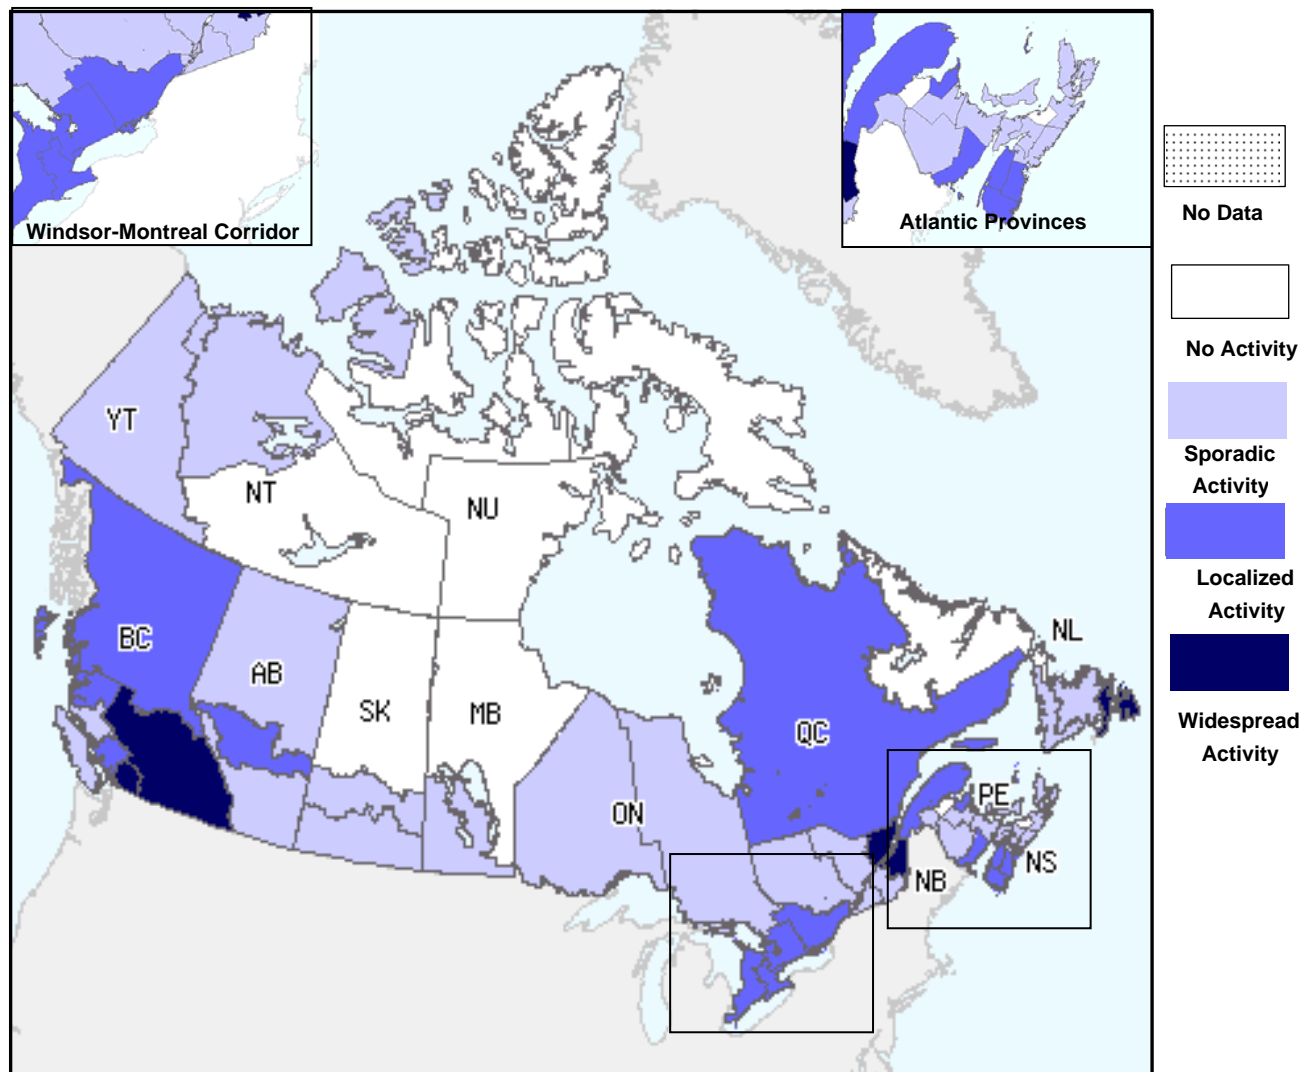 Windsor-Montreal Corridor
Atlantic Provinces
No Data
No Activity
Sporadic
Activity
Localized
Activity
Widespread
Activity
YT
NT
NU
BC
AB
SK
MB
ON
QC
NL
PE
NS
NB